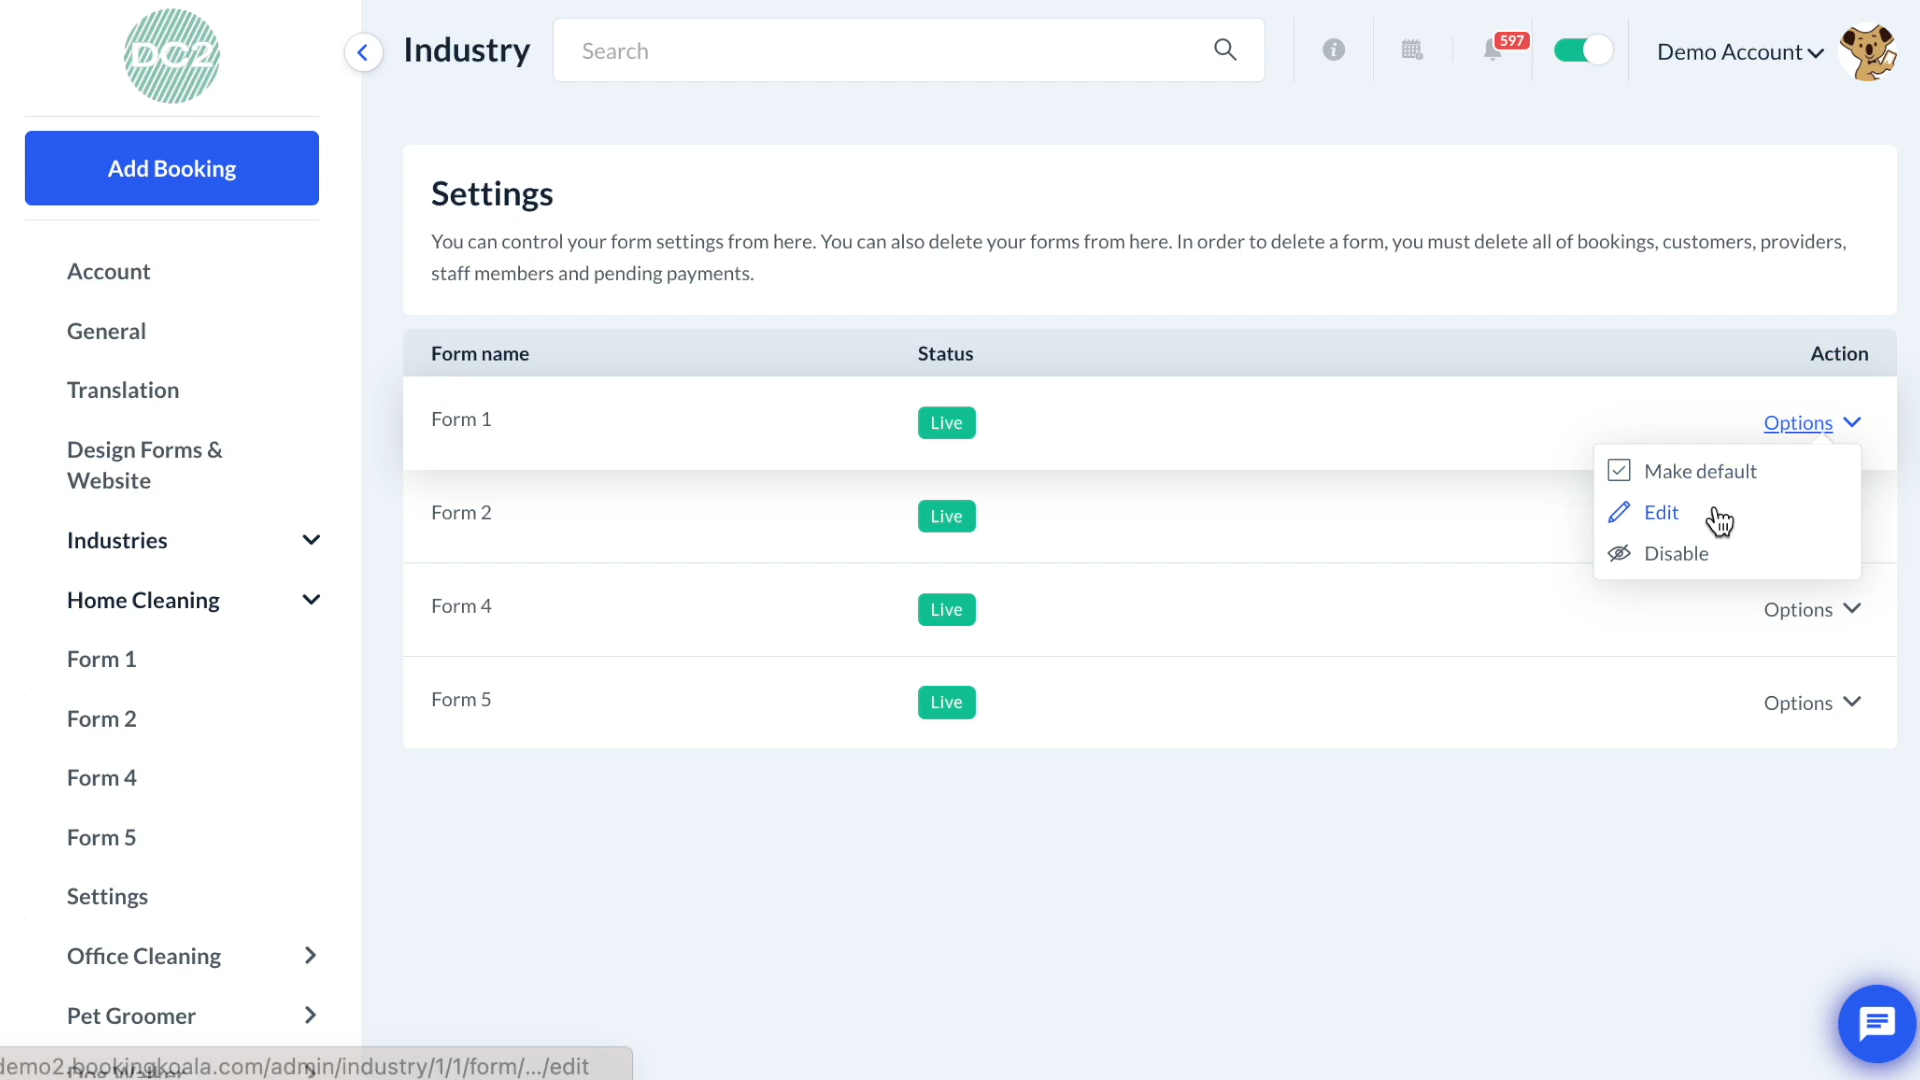 DC2
Industry
Search
597
Demo Account
Add Booking
Account
General
Translation
Design Forms &
Website
Industries
Home Cleaning
Form 1
Form 2
Form 4
Form 5
Settings
Office Cleaning
Pet Groomer
Dog Walker
demo2.bookingkoala.com/admin/industry/1/1/form/.../edit
Settings
You can control your form settings from here. You can also delete your forms from here. In order to delete a form, you must delete all of bookings, customers, providers,
staff members and pending payments.
Form name Status Action
Form 1 Live Options
Make default
Edit
Disable
Form 2 Live
Form 4 Live Options
Form 5 Live Options